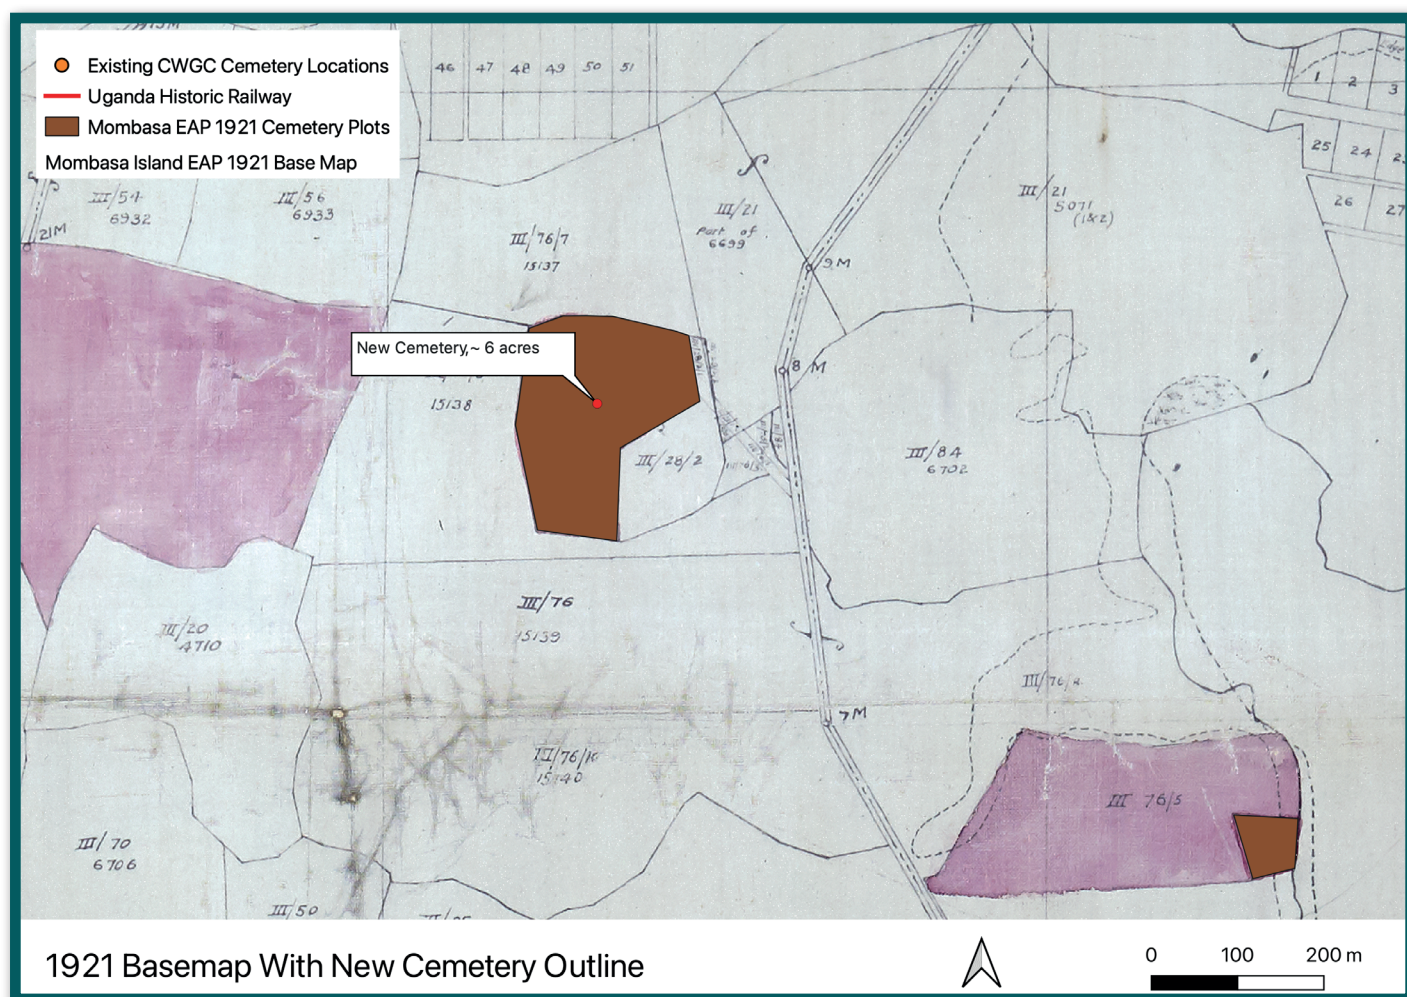 Existing CWGC Cemetery Locations
Uganda Historic Railway
Mombasa EAP 1921 Cemetery Plots
Mombasa Island EAP 1921 Base Map
46 47 48 49 50 51
1 2 3
25 24
26 27
III/54
6932
III/56
6933
21M
III/76/7
15137
III/21
Part of
6699
III/21
5071
(1&2)
9 M
8 M
New Cemetery,~ 6 acres
15138
III/28/2
III/84
6702
III/76
15139
III/20
4710
III/76/R
7M
III/76/R
15140
III 76/5
III/70
6706
III/50
1921 Basemap With New Cemetery Outline
0 100 200 m